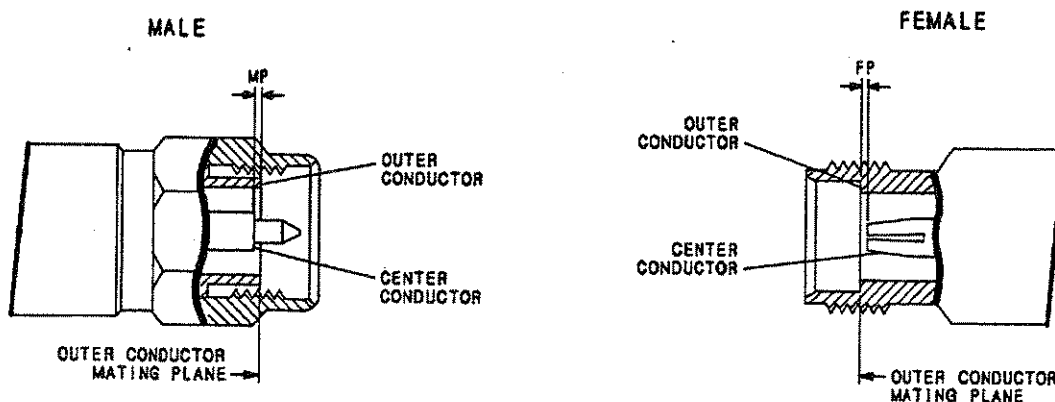 MALE
FEMALE
MP
FP
OUTER
CONDUCTOR
OUTER
CONDUCTOR
CENTER
CONDUCTOR
CENTER
CONDUCTOR
OUTER CONDUCTOR
MATING PLANE
OUTER CONDUCTOR
MATING PLANE